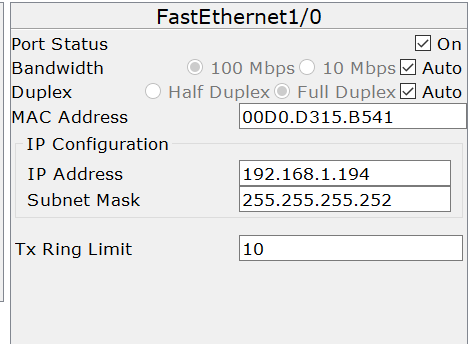 FastEthernet1/0
Port Status On
Bandwidth 100 Mbps 10 Mbps Auto
Duplex Half Duplex Full Duplex Auto
MAC Address 00D0.D315.B541
IP Configuration
IP Address 192.168.1.194
Subnet Mask 255.255.255.252
Tx Ring Limit 10